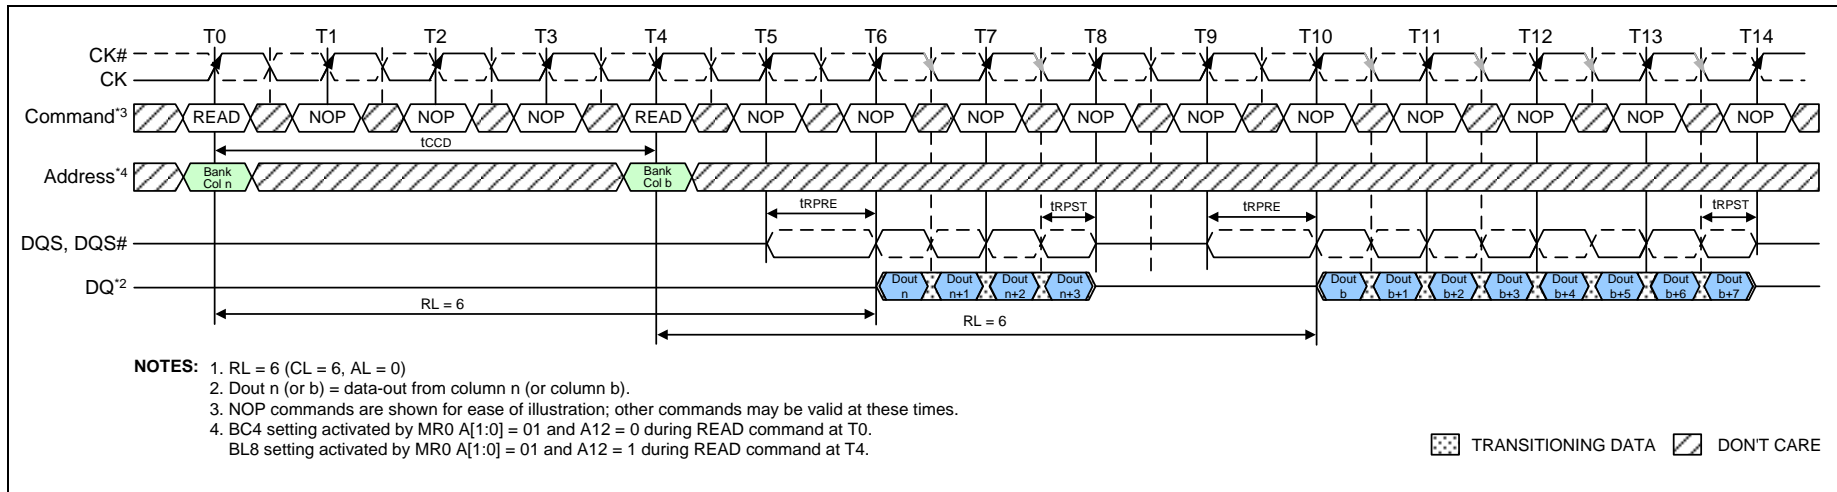 T0 T1 T2 T3 T4 T5 T6 T7 T8 T9 T10 T11 T12 T13 T14
CK#
CK
Command*3 READ NOP NOP NOP READ NOP NOP NOP NOP NOP NOP NOP NOP NOP NOP
tCCD
Address*4 Bank Col n Bank Col b
tRPRE tRPST tRPRE tRPST
DQS, DQS#
DQ*2 Dout n Dout n+1 Dout n+2 Dout n+3 Dout b Dout b+1 Dout b+2 Dout b+3 Dout b+4 Dout b+5 Dout b+6 Dout b+7
RL = 6
RL = 6
NOTES: 1. RL = 6 (CL = 6, AL = 0)
2. Dout n (or b) = data-out from column n (or column b).
3. NOP commands are shown for ease of illustration; other commands may be valid at these times.
4. BC4 setting activated by MR0 A[1:0] = 01 and A12 = 0 during READ command at T0.
BL8 setting activated by MR0 A[1:0] = 01 and A12 = 1 during READ command at T4.
TRANSITIONING DATA DON'T CARE